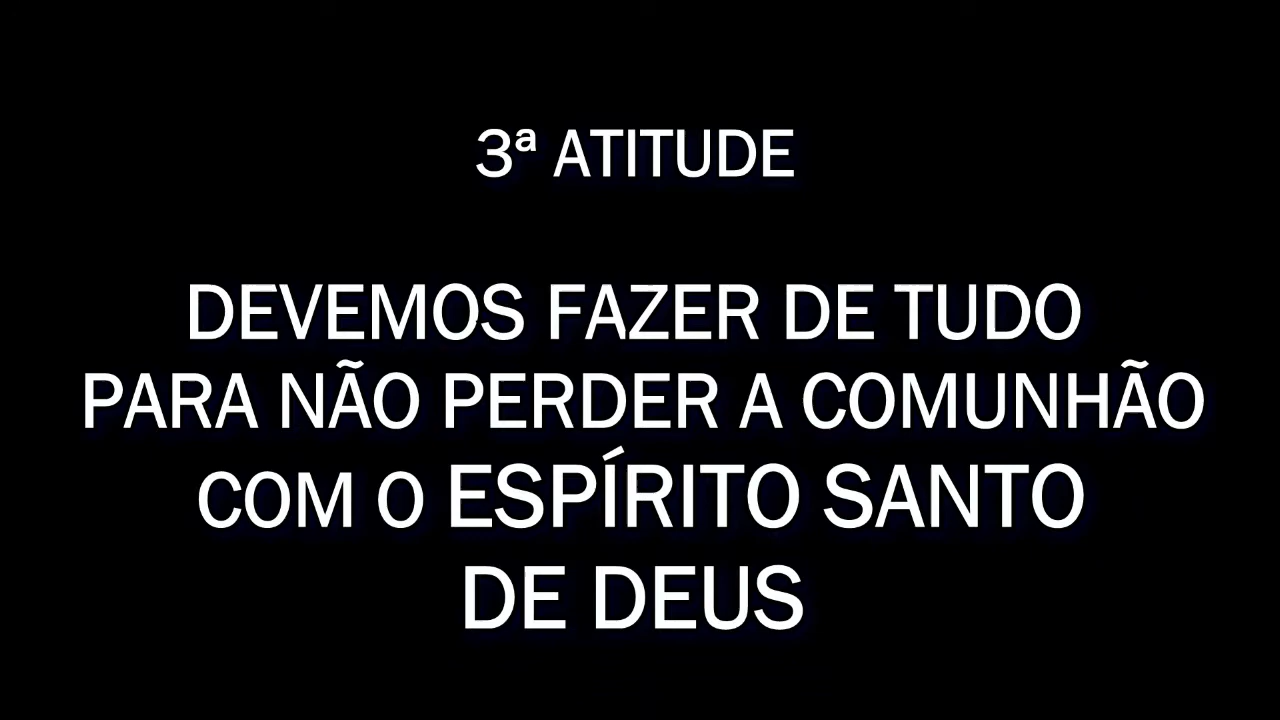 3ª ATITUDE
DEVEMOS FAZER DE TUDO
PARA NÃO PERDER A COMUNHÃO
COM O ESPÍRITO SANTO
DE DEUS